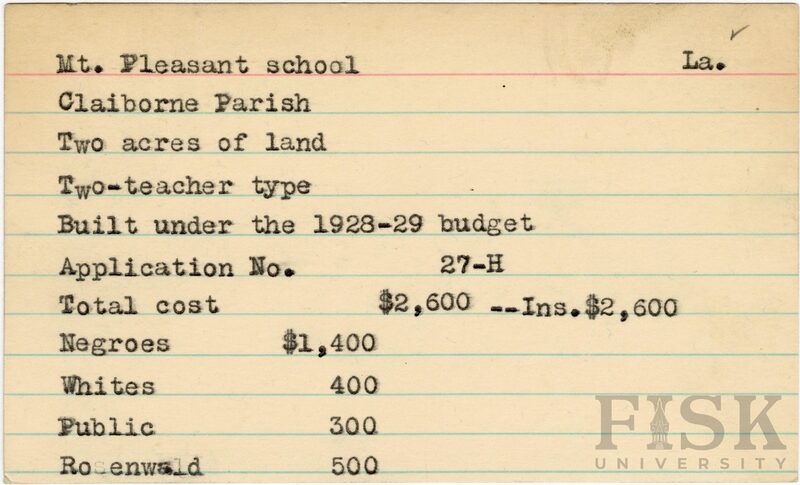 Mt. Pleasant school La.
Claiborne Parish
Two acres of land
Two-teacher type
Built under the 1928-29 budget
Application No. 27-H
Total cost $2,600 --Ins.$2,600
Negroes $1,400
Whites 400
Public 300
Rosenwald 500
FISK
UNIVERSITY